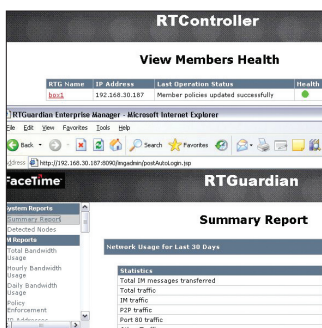 RTController
View Members Health
RTG Name IP Address Last Operation Status Health
box1 192.168.30.187 Member policies updated successfully
RTGuardian Enterprise Manager - Microsoft Internet Explorer
File Edit View Favorites Tools Help
Back Search Favorites
Address http://192.168.30.187:8090/imgadmin/postAutoLogin.jsp
FaceTime RTGuardian
System Reports
Summary Report
Detected Nodes
IM Reports
Total Bandwidth
Usage
Hourly Bandwidth
Usage
Daily Bandwidth
Usage
Policy
Enforcement
IP Addresses
Summary Report
Network Usage for Last 30 Days
Statistics
Total IM messages transferred
Total traffic
IM traffic
P2P traffic
Port 80 traffic